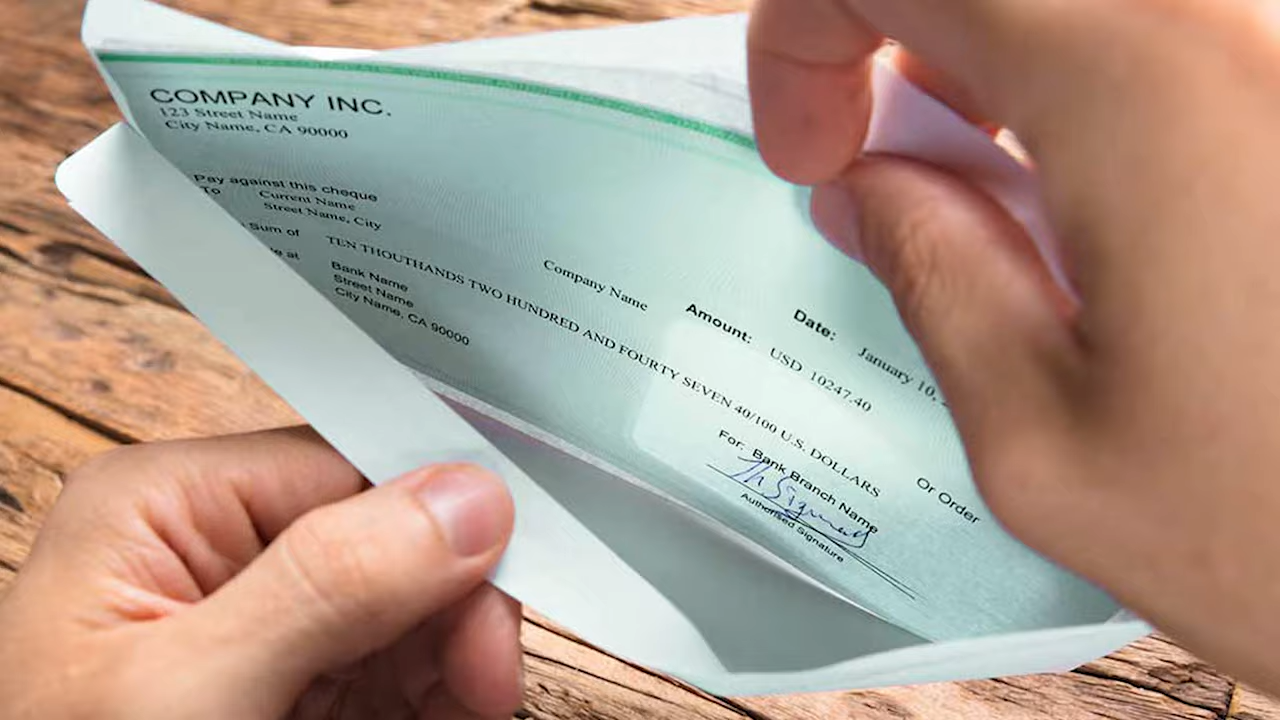 COMPANY INC.
123 Street Name
City Name, CA 90000
Pay against this cheque
To Current Name
Street Name, City
Sum of TEN THOUTHANDS TWO HUNDRED AND FOURTY SEVEN 40/100 U.S. DOLLARS
at Bank Name
Street Name
City Name, CA 90000
Company Name
Date: January 10,
Amount: USD 10247.40
Or Order
For: Bank Branch Name
Authorised Signature